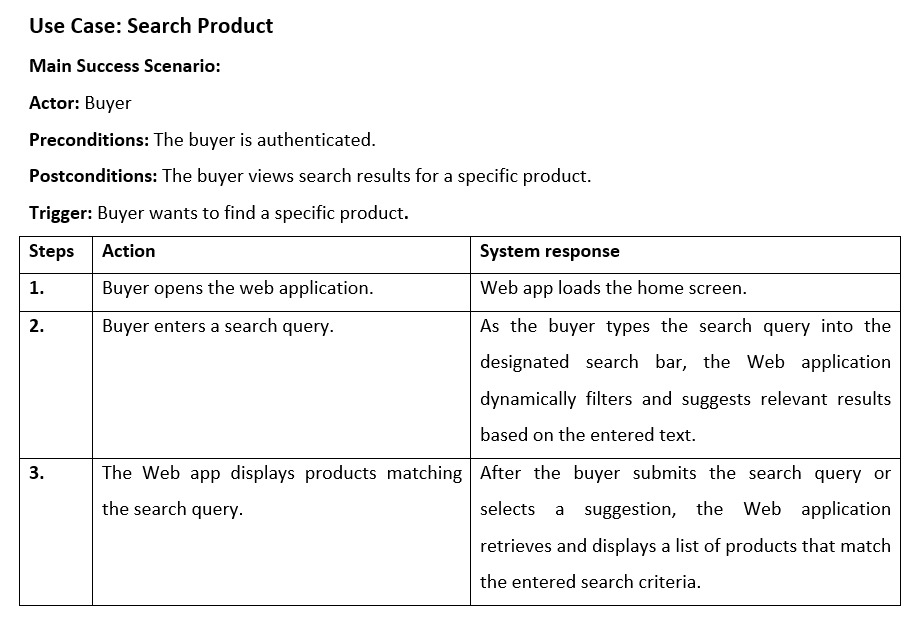 Use Case: Search Product
Main Success Scenario:
Actor: Buyer
Preconditions: The buyer is authenticated.
Postconditions: The buyer views search results for a specific product.
Trigger: Buyer wants to find a specific product.
Steps Action System response
1. Buyer opens the web application. Web app loads the home screen.
2. Buyer enters a search query. As the buyer types the search query into the
designated search bar, the Web application
dynamically filters and suggests relevant results
based on the entered text.
3. The Web app displays products matching After the buyer submits the search query or
the search query. selects a suggestion, the Web application
retrieves and displays a list of products that match
the entered search criteria.